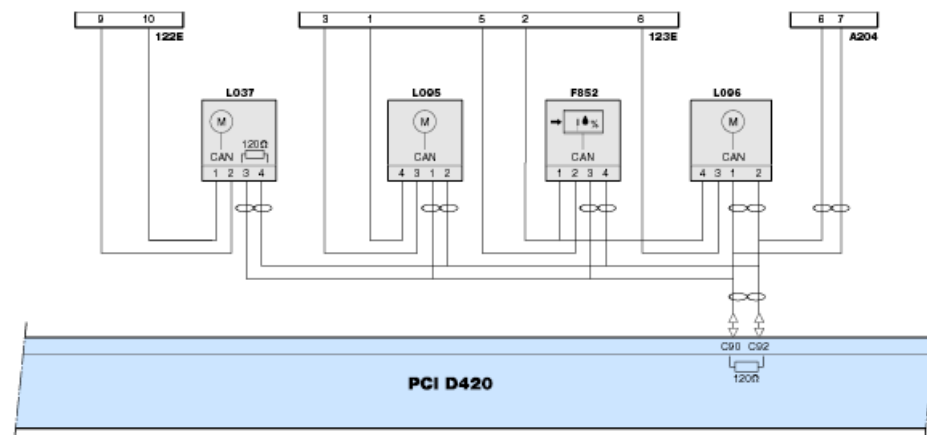 9 10 3 1 5 2 6 6 7
122E 123E A204
L037 L095 F852 L096
M M % M
120Ω
CAN CAN CAN CAN
1 2 3 4 4 3 1 2 1 2 3 4 4 3 1 2
C90 C92
120Ω
PCI D420